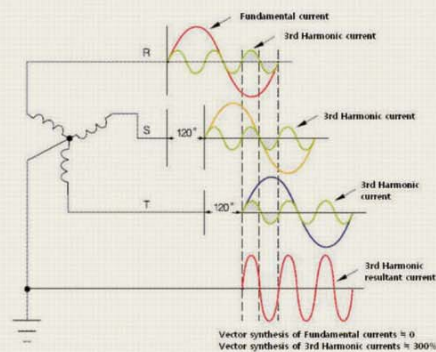 Fundamental current
3rd Harmonic current
R
3rd Harmonic current
S
120°
3rd Harmonic
current
T
120°
3rd Harmonic
resultant current
Vector synthesis of Fundamental currents ≒ 0
Vector synthesis of 3rd Harmonic currents ≒ 300%